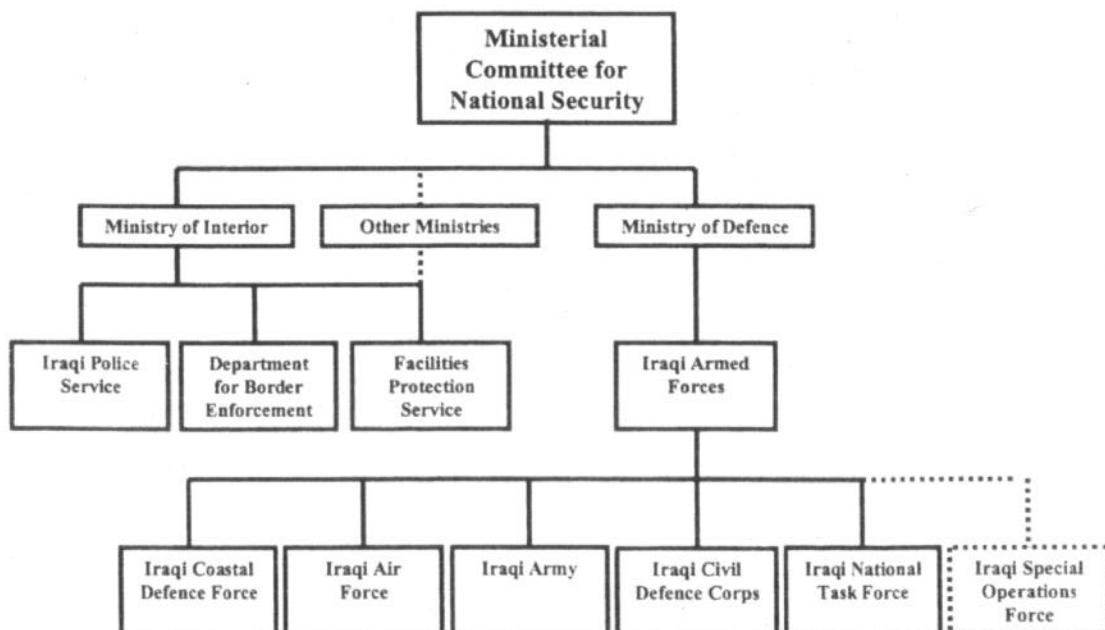 Ministerial
Committee for
National Security
Ministry of Interior
Other Ministries
Ministry of Defence
Iraqi Police
Service
Department
for Border
Enforcement
Facilities
Protection
Service
Iraqi Armed
Forces
Iraqi Coastal
Defence Force
Iraqi Air
Force
Iraqi Army
Iraqi Civil
Defence Corps
Iraqi National
Task Force
Iraqi Special
Operations
Force